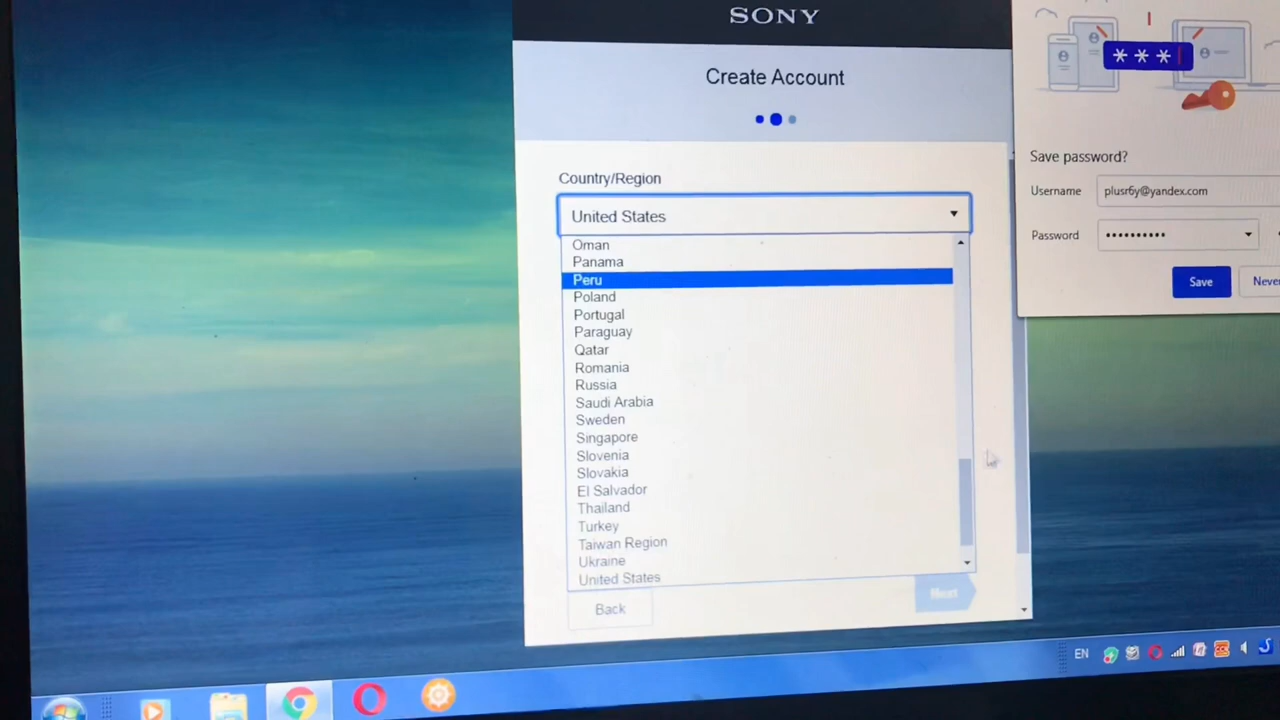 SONY
Create Account
Country/Region
United States
Oman
Panama
Peru
Poland
Portugal
Paraguay
Qatar
Romania
Russia
Saudi Arabia
Sweden
Singapore
Slovenia
Slovakia
El Salvador
Thailand
Turkey
Taiwan Region
Ukraine
United States
Back
Next
***
Save password?
Username
plusr6y@yandex.com
Password
••••••••••
Save
Never
EN